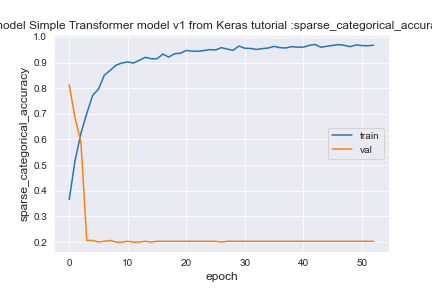 model Simple Transformer model v1 from Keras tutorial :sparse_categorical_accura
1.0
0.9
0.8
0.7
0.6
0.5
0.4
0.3
0.2
sparse_categorical_accuracy
train
val
0 10 20 30 40 50
epoch